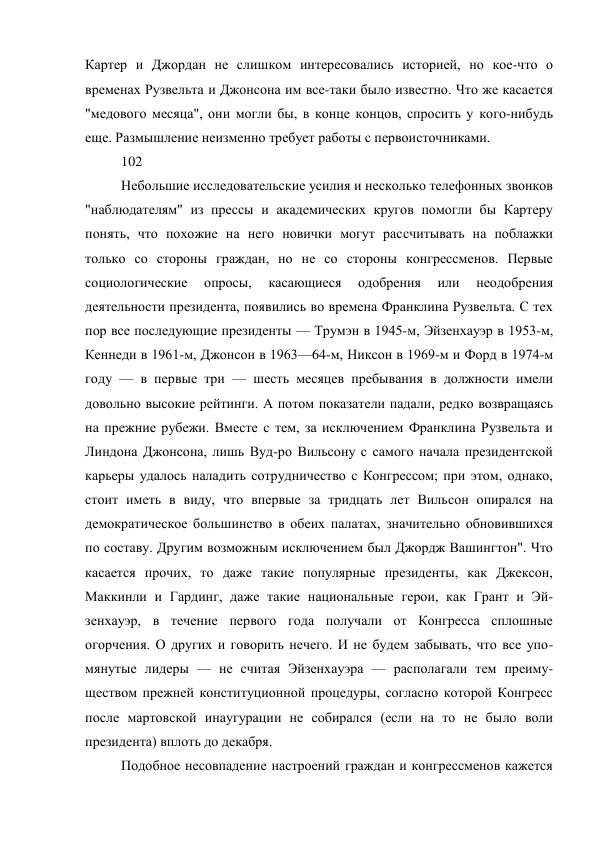 Картер и Джордан не слишком интересовались историей, но кое-что о
временах Рузвельта и Джонсона им все-таки было известно. Что же касается
"медового месяца", они могли бы, в конце концов, спросить у кого-нибудь
еще. Размышление неизменно требует работы с первоисточниками.
102
Небольшие исследовательские усилия и несколько телефонных звонков
"наблюдателям" из прессы и академических кругов помогли бы Картеру
понять, что похожие на него новички могут рассчитывать на поблажки
только со стороны граждан, но не со стороны конгрессменов. Первые
социологические опросы, касающиеся одобрения или неодобрения
деятельности президента, появились во времена Франклина Рузвельта. С тех
пор все последующие президенты — Трумэн в 1945-м, Эйзенхауэр в 1953-м,
Кеннеди в 1961-м, Джонсон в 1963—64-м, Никсон в 1969-м и Форд в 1974-м
году — в первые три — шесть месяцев пребывания в должности имели
довольно высокие рейтинги. А потом показатели падали, редко возвращаясь
на прежние рубежи. Вместе с тем, за исключением Франклина Рузвельта и
Линдона Джонсона, лишь Вуд-ро Вильсону с самого начала президентской
карьеры удалось наладить сотрудничество с Конгрессом; при этом, однако,
стоит иметь в виду, что впервые за тридцать лет Вильсон опирался на
демократическое большинство в обеих палатах, значительно обновившихся
по составу. Другим возможным исключением был Джордж Вашингтон". Что
касается прочих, то даже такие популярные президенты, как Джексон,
Маккинли и Гардинг, даже такие национальные герои, как Грант и Эй-
зенхауэр, в течение первого года получали от Конгресса сплошные
огорчения. О других и говорить нечего. И не будем забывать, что все упо-
мянутые лидеры — не считая Эйзенхауэра — располагали тем преиму-
ществом прежней конституционной процедуры, согласно которой Конгресс
после мартовской инаугурации не собирался (если на то не было воли
президента) вплоть до декабря.
Подобное несовпадение настроений граждан и конгрессменов кажется